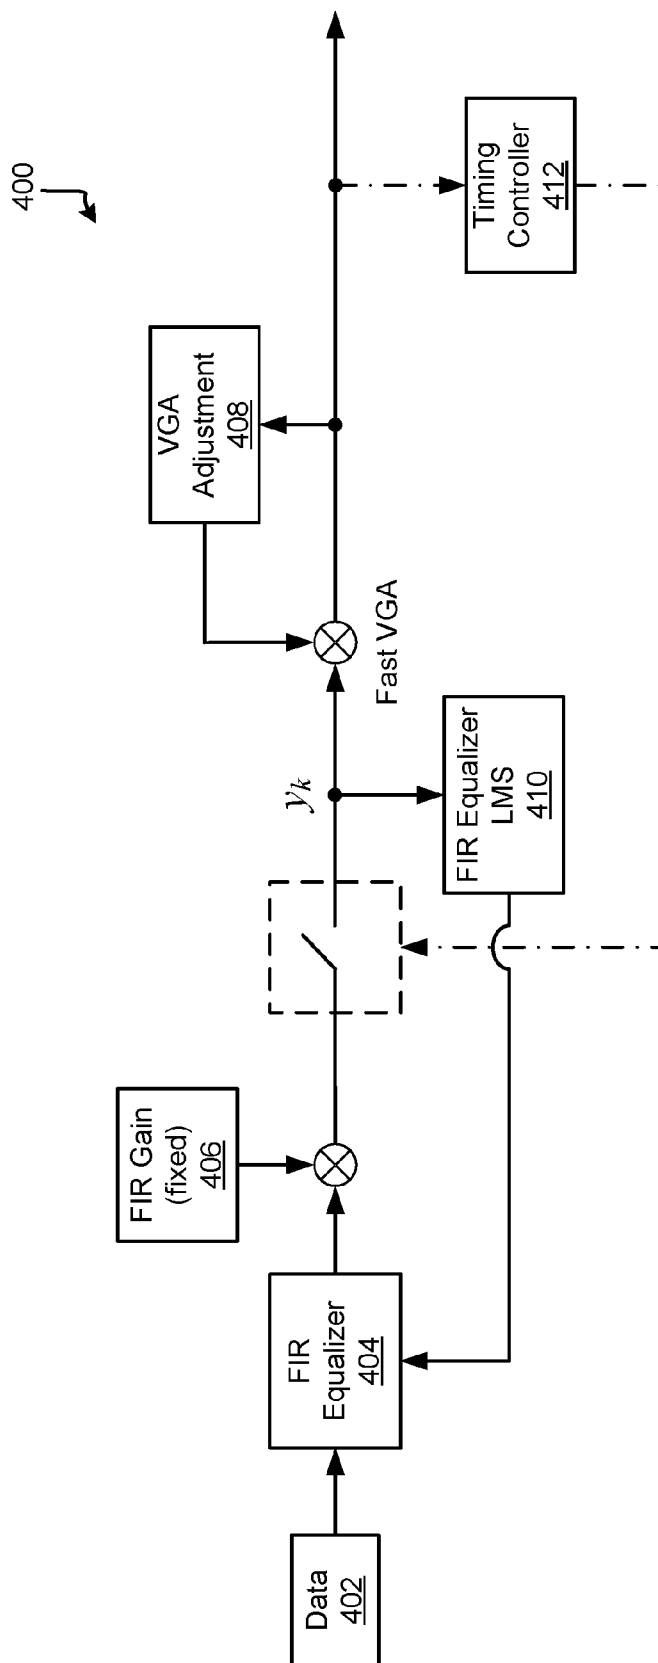 400
Data
402
FIR
Equalizer
404
FIR Gain
(fixed)
406
y_k
FIR Equalizer
LMS
410
Fast VGA
VGA
Adjustment
408
Timing
Controller
412